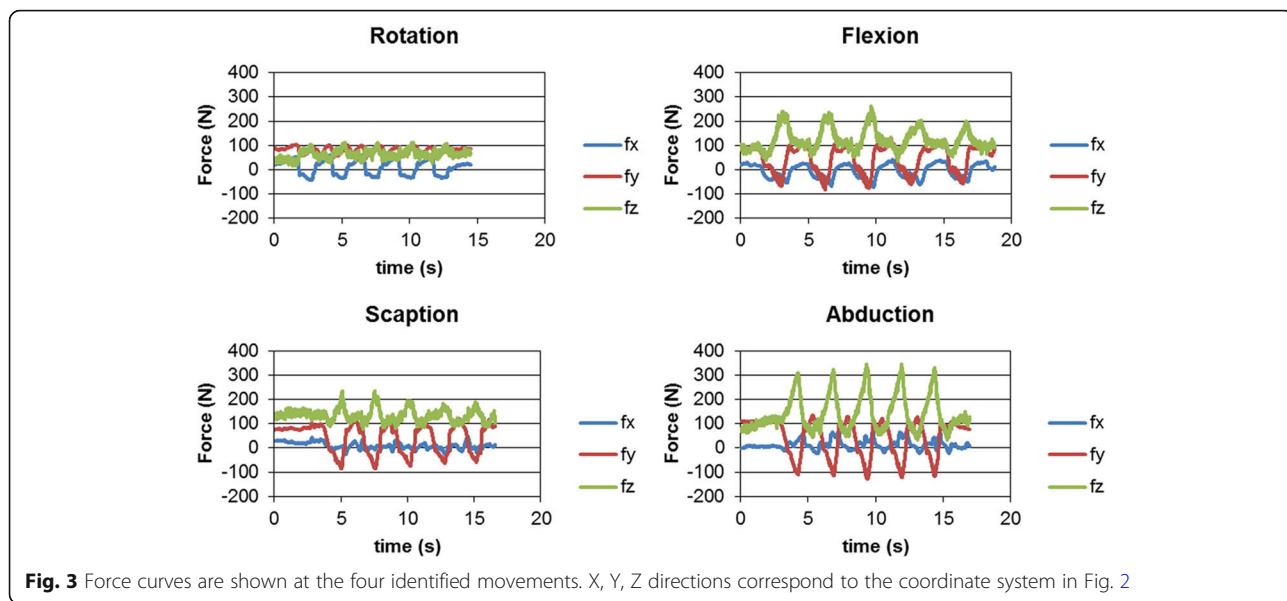 Rotation
400
300
200
100
0
-100
-200
Force (N)
0 5 10 15 20
time (s)
fx
fy
fz
Flexion
400
300
200
100
0
-100
-200
Force (N)
0 5 10 15 20
time (s)
fx
fy
fz
Scaption
400
300
200
100
0
-100
-200
Force (N)
0 5 10 15 20
time (s)
fx
fy
fz
Abduction
400
300
200
100
0
-100
-200
Force (N)
0 5 10 15 20
time (s)
fx
fy
fz
Fig. 3 Force curves are shown at the four identified movements. X, Y, Z directions correspond to the coordinate system in Fig. 2